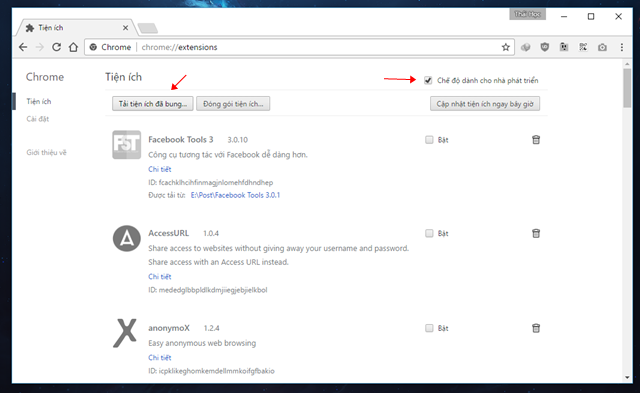 Thái tips
Tiện ích
Chrome chrome://extensions
Chrome
Tiện ích
Chế độ dành cho nhà phát triển
Tiện ích
Cài đặt
Giới thiệu về
Tải tiện ích đã bung...
Đóng gói tiện ích...
Cập nhật tiện ích ngay bây giờ
FST
Facebook Tools 3 3.0.10
Bật
Công cụ tương tác với Facebook dễ dàng hơn.
Chi tiết
ID: fcachklhcihfinmagjnlomehfdhndhep
Được tải từ: E:\Post\Facebook Tools 3.0.1
AccessURL 1.0.4
Bật
Share access to websites without giving away your username and password.
Share access with an Access URL instead.
Chi tiết
ID: mededglbbpldlkdmjiiegjebjielkbol
anonymoX 1.2.4
Bật
Easy anonymous web browsing
Chi tiết
ID: icpklikeghomkemdellmmkoifgfbakio